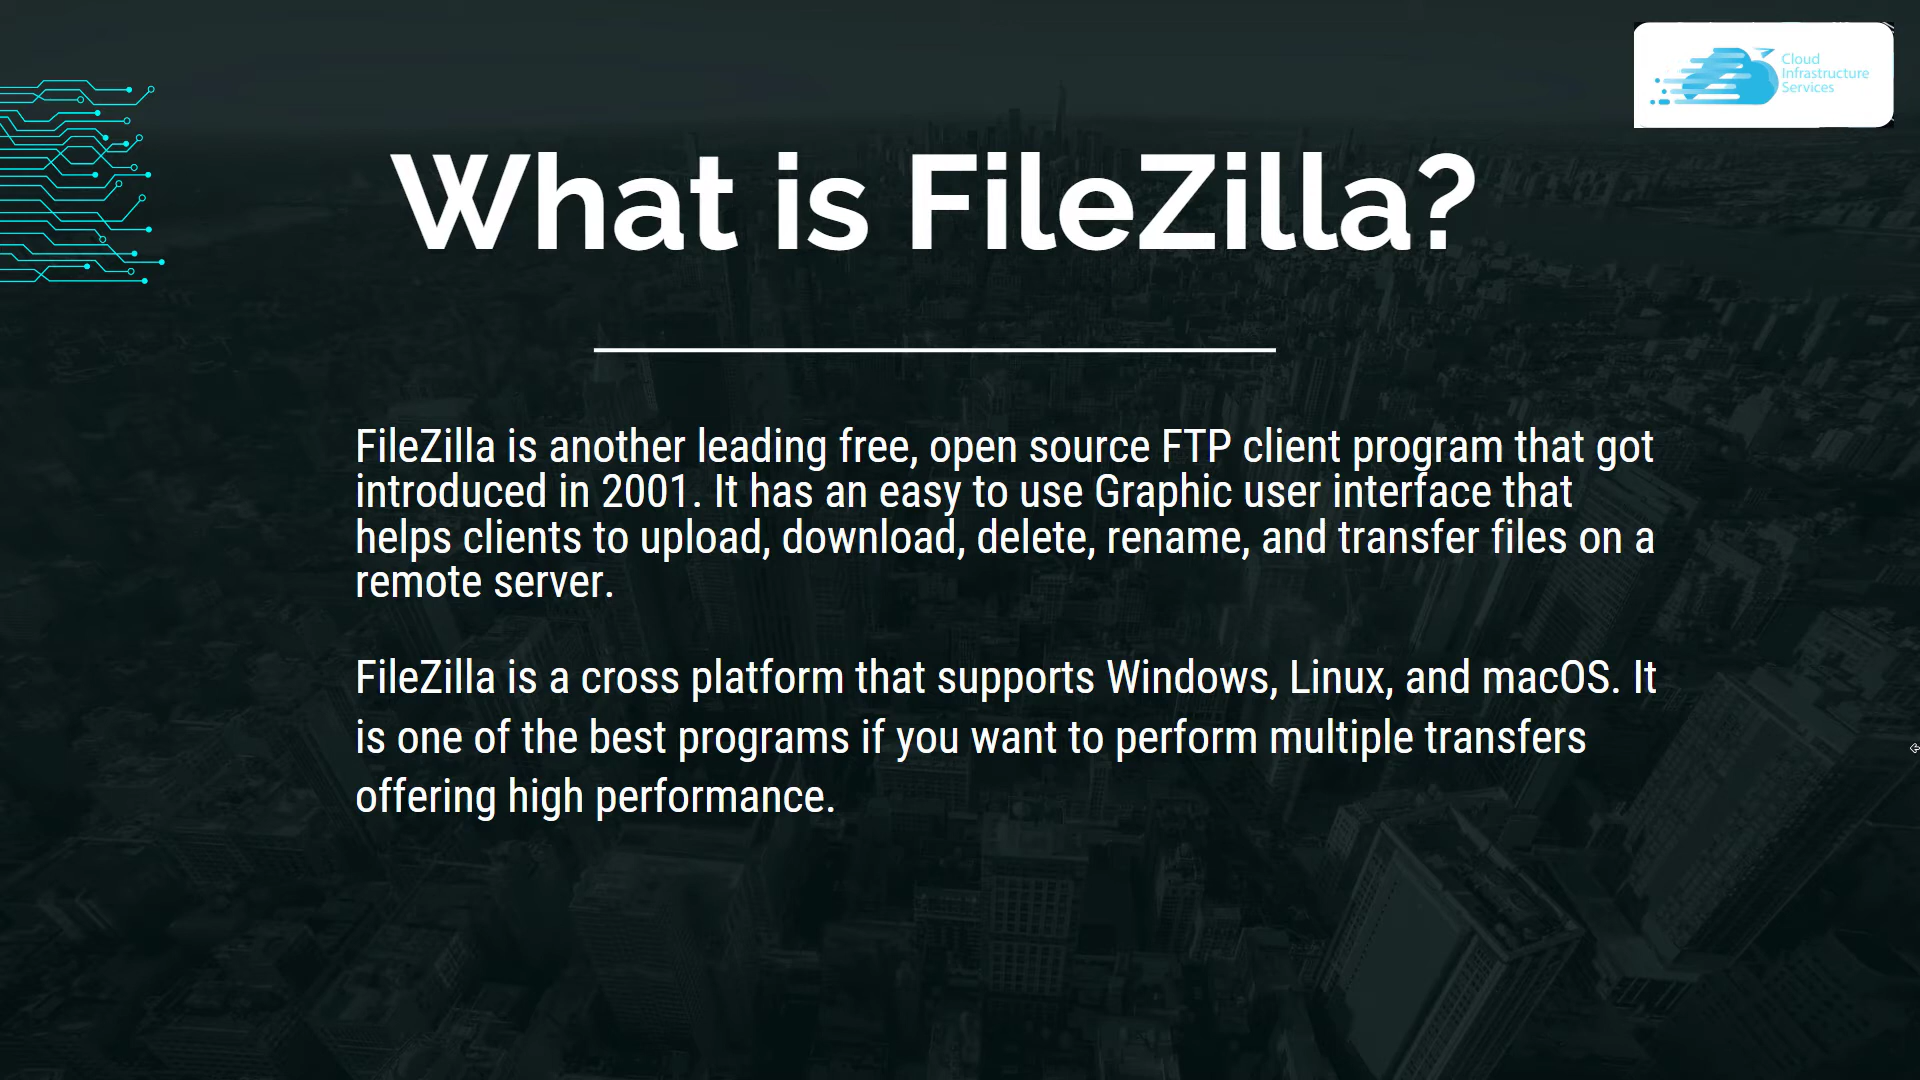 Cloud
Infrastructure
Services
What is FileZilla?
FileZilla is another leading free, open source FTP client program that got
introduced in 2001. It has an easy to use Graphic user interface that
helps clients to upload, download, delete, rename, and transfer files on a
remote server.
FileZilla is a cross platform that supports Windows, Linux, and macOS. It
is one of the best programs if you want to perform multiple transfers
offering high performance.